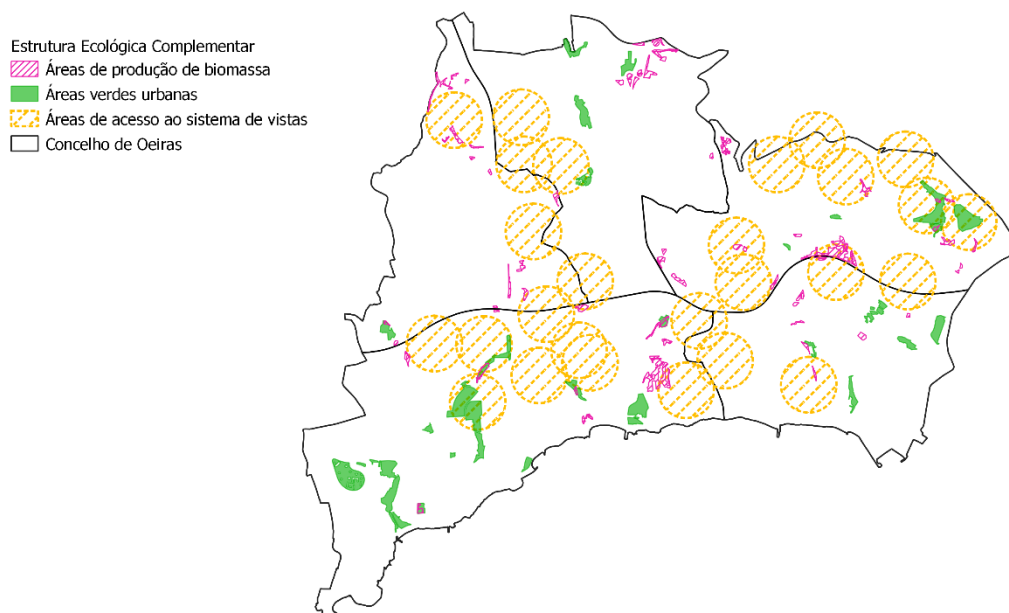 Estrutura Ecológica Complementar
Áreas de produção de biomassa
Áreas verdes urbanas
Áreas de acesso ao sistema de vistas
Concelho de Oeiras